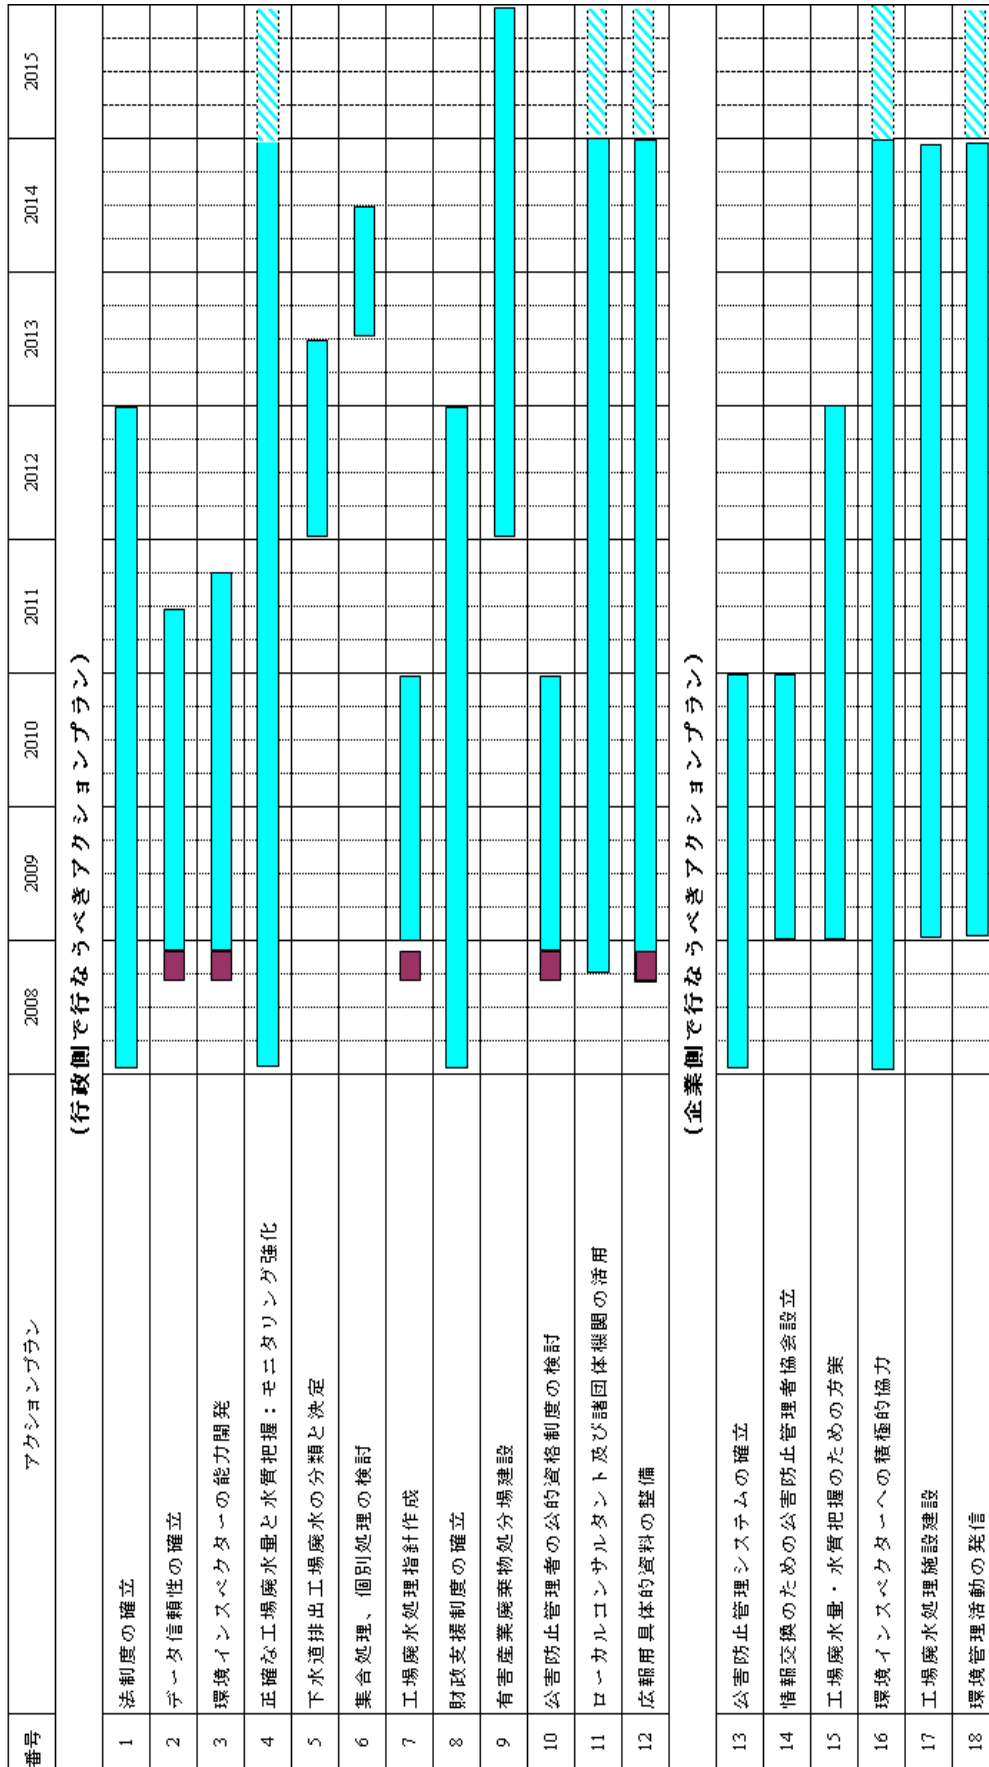 番号 アクションプラン 2008 2009 2010 2011 2012 2013 2014 2015
(行政側で行なうべきアクションプラン)
1 法制度の確立
2 データ信頼性の確立
3 環境インスペクターの能力開発
4 正確な工場廃水量と水質把握：モニタリング強化
5 下水道排出工場廃水の分類と決定
6 集合処理、個別処理の検討
7 工場廃水処理指針作成
8 財政支援制度の確立
9 有害産業廃棄物処分場建設
10 公害防止管理者の公的資格制度の検討
11 ローカルコンサルタント及び諸団体機関の活用
12 広報用具体的資料の整備
(企業側で行なうべきアクションプラン)
13 公害防止管理システムの確立
14 情報交換のための公害防止管理者協会設立
15 工場廃水量・水質把握のための方策
16 環境インスペクターへの積極的協力
17 工場廃水処理施設建設
18 環境管理活動の発信